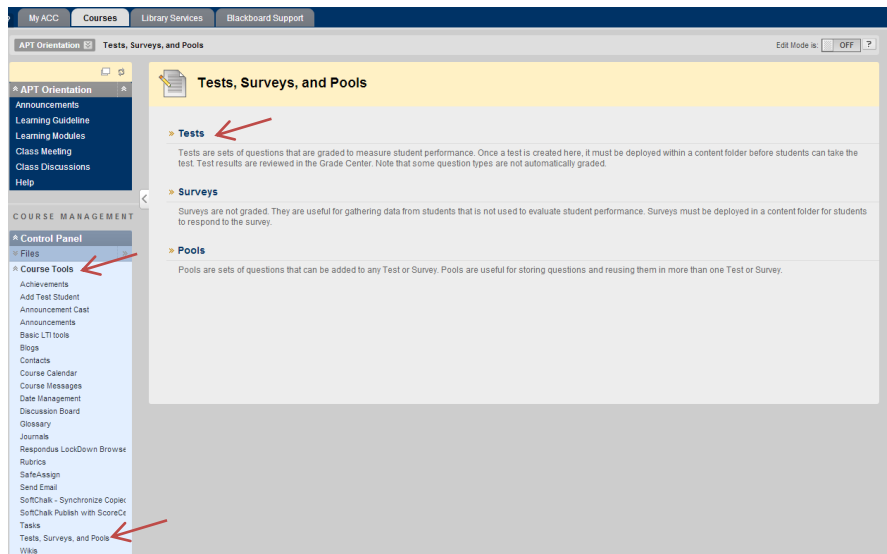 My ACC Courses Library Services Blackboard Support
APT Orientation Tests, Surveys, and Pools Edit Mode is: OFF ?
APT Orientation
Announcements
Learning Guideline
Learning Modules
Class Meeting
Class Discussions
Help
COURSE MANAGEMENT
Control Panel
Files
Course Tools
Achievements
Add Test Student
Announcement Cast
Announcements
Basic LTI tools
Blogs
Contacts
Course Calendar
Course Messages
Date Management
Discussion Board
Glossary
Journals
Respondus LockDown Browse
Rubrics
SafeAssign
Send Email
SoftChalk - Synchronize Copied
SoftChalk Publish with ScoreCe
Tasks
Tests, Surveys, and Pools
Wikis
Tests, Surveys, and Pools
» Tests
Tests are sets of questions that are graded to measure student performance. Once a test is created here, it must be deployed within a content folder before students can take the
test. Test results are reviewed in the Grade Center. Note that some question types are not automatically graded.
» Surveys
Surveys are not graded. They are useful for gathering data from students that is not used to evaluate student performance. Surveys must be deployed in a content folder for students
to respond to the survey.
» Pools
Pools are sets of questions that can be added to any Test or Survey. Pools are useful for storing questions and reusing them in more than one Test or Survey.